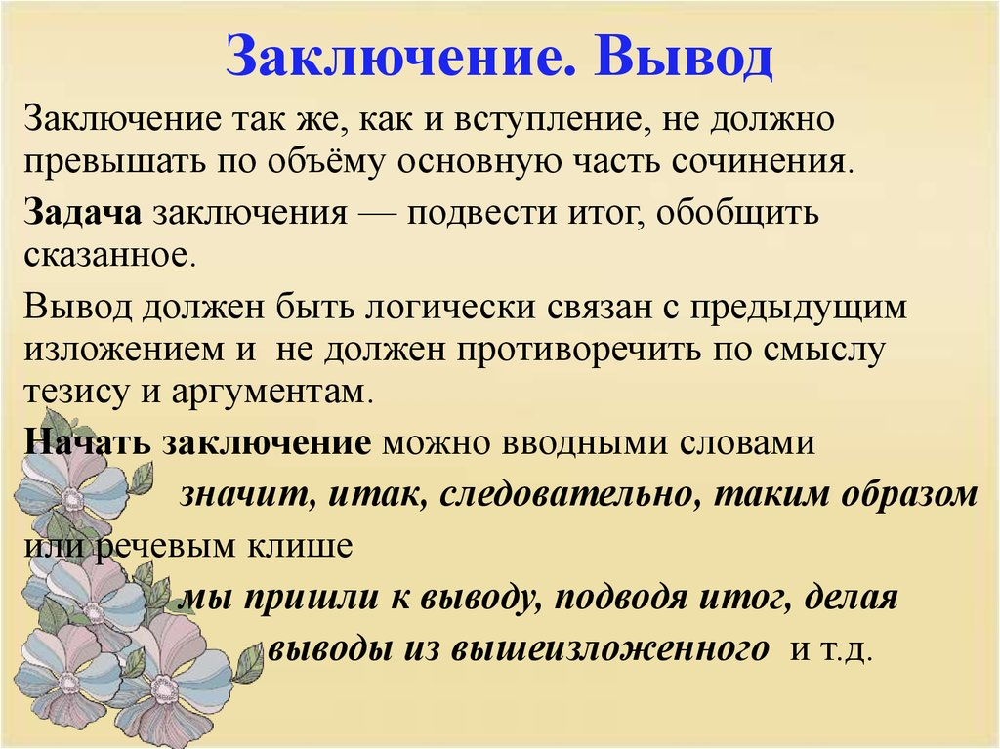 Заключение. Вывод
Заключение так же, как и вступление, не должно
превышать по объёму основную часть сочинения.
Задача заключения — подвести итог, обобщить
сказанное.
Вывод должен быть логически связан с предыдущим
изложением и  не должен противоречить по смыслу
тезису и аргументам.
Начать заключение можно вводными словами
значит, итак, следовательно, таким образом
или речевым клише
мы пришли к выводу, подводя итог, делая
выводы из вышеизложенного  и т.д.